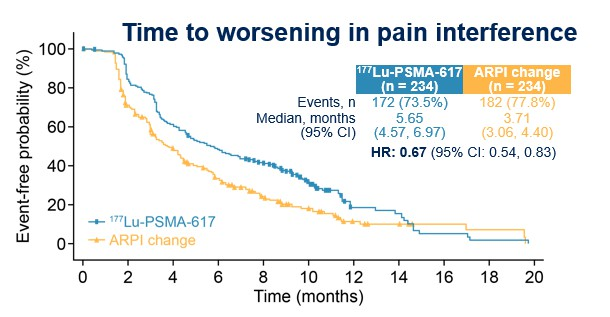 Time to worsening in pain interference
¹⁷⁷Lu-PSMA-617 ARPI change
(n = 234) (n = 234)
Events, n 172 (73.5%) 182 (77.8%)
Median, months 5.65 3.71
(95% CI) (4.57, 6.97) (3.06, 4.40)
HR: 0.67 (95% CI: 0.54, 0.83)
Event-free probability (%)
100
80
60
40
20
0
¹⁷⁷Lu-PSMA-617
ARPI change
0 2 4 6 8 10 12 14 16 18 20
Time (months)